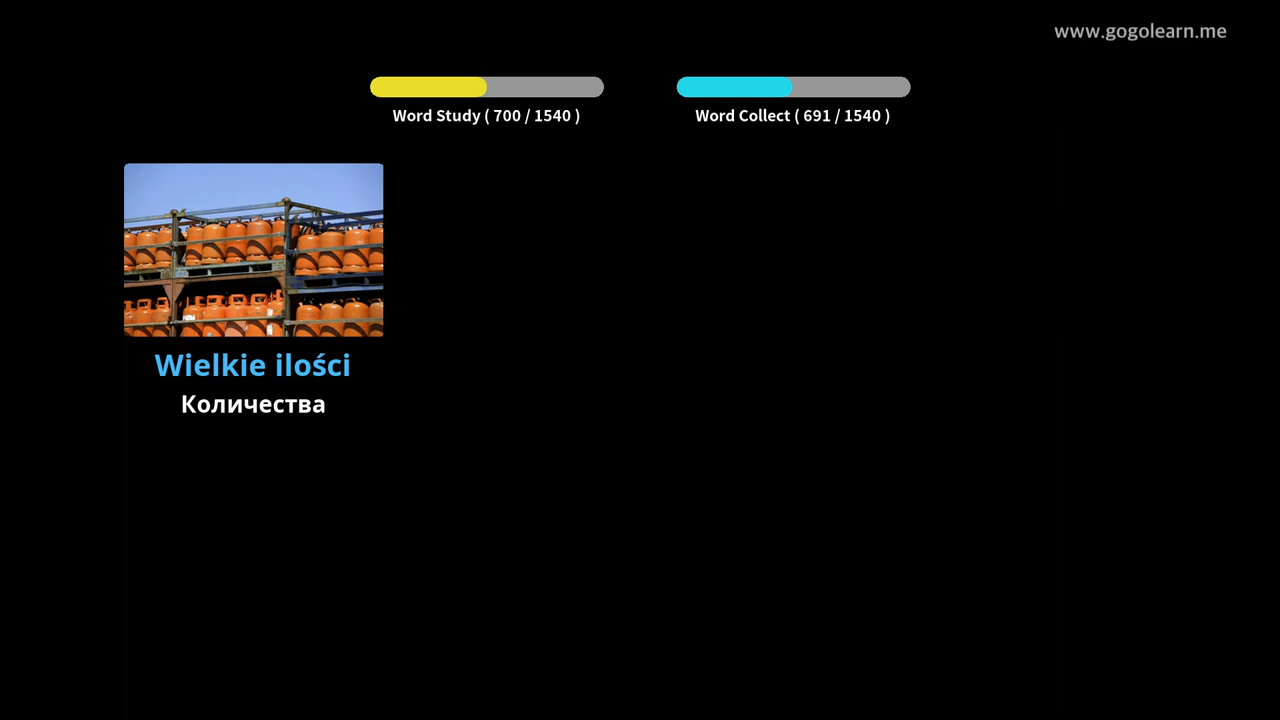 www.gogolearn.me
Word Study ( 700 / 1540 )
Word Collect ( 691 / 1540 )
Wielkie ilości
Количества